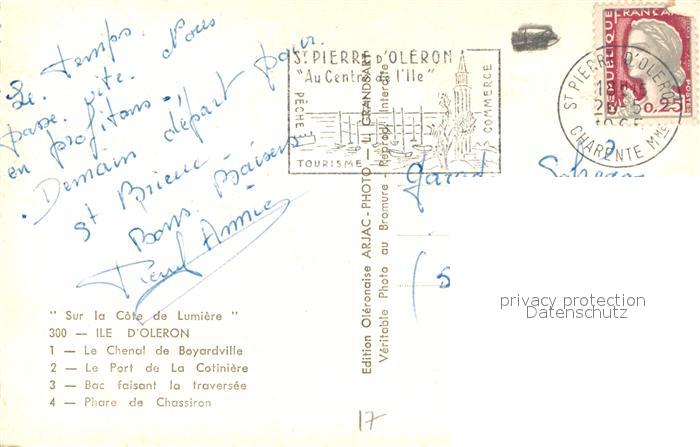 Le temps
passe vite. Nous
en profitons.
Demain départ pour
St Brieuc
Bons Baisers
Annie
ST PIERRE D'OLÉRON
"Au Centre de l'Ile"
PÊCHE
TOURISME
COMMERCE
REPUBLIQUE FRANÇAISE
POSTES
0,25
ST PIERRE D'OLERON
CHARENTE Mme
Edition Oléronaise ARJAC-PHOTO — LE GRAND
Véritable Photo au Bromure - Reprod. Interdite
privacy protection
Datenschutz
" Sur la Côte de Lumière "
300 — ILE D'OLERON
1 — Le Chenal de Boyardville
2 — Le Port de La Cotinière
3 — Bac faisant la traversée
4 — Phare de Chassiron
17